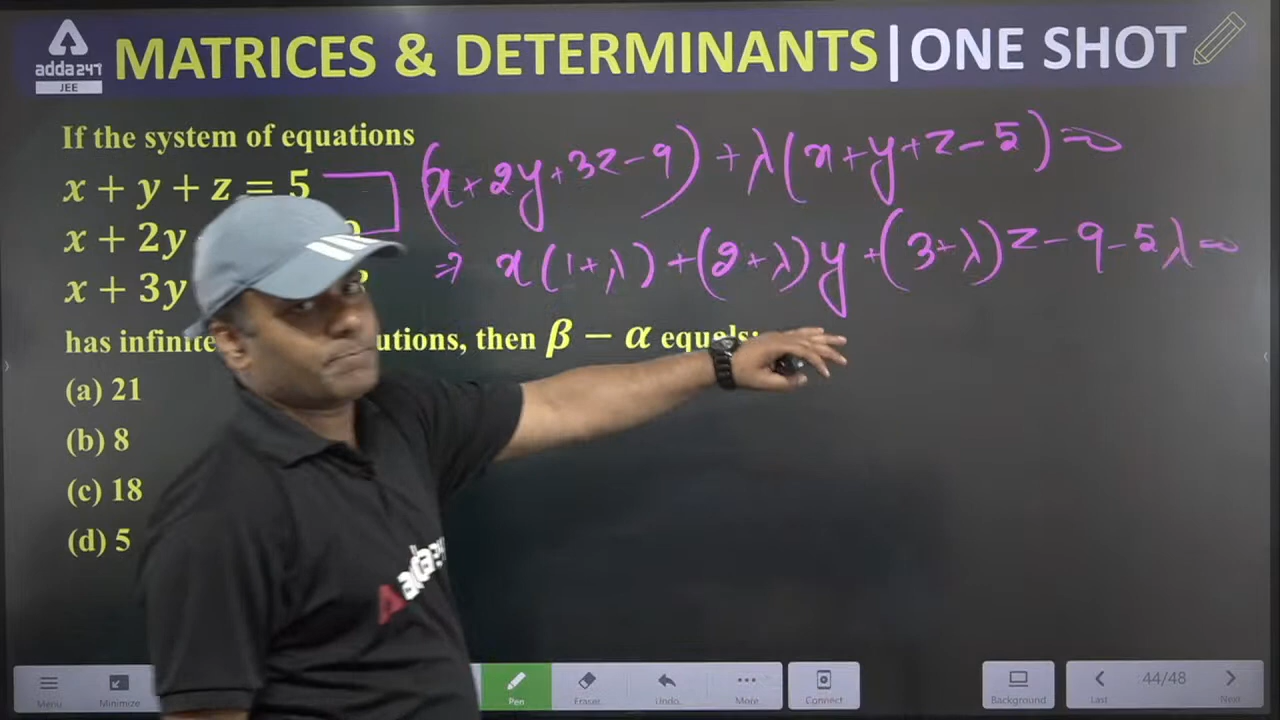 adda247
JEE
MATRICES & DETERMINANTS | ONE SHOT
If the system of equations
x + y + z = 5
x + 2y
x + 3y
has infinite utions, then β − α equals:
(a) 21
(b) 8
(c) 18
(d) 5
(x+2y+3z-9) + λ(x+y+z-5)=0
⇒ x(1+λ)+(2+λ)y+(3+λ)z-9-5λ=0
adda24
Menu
Minimize
Pen
Eraser
Undo
More
Connect
Background
Last
44/48
Next